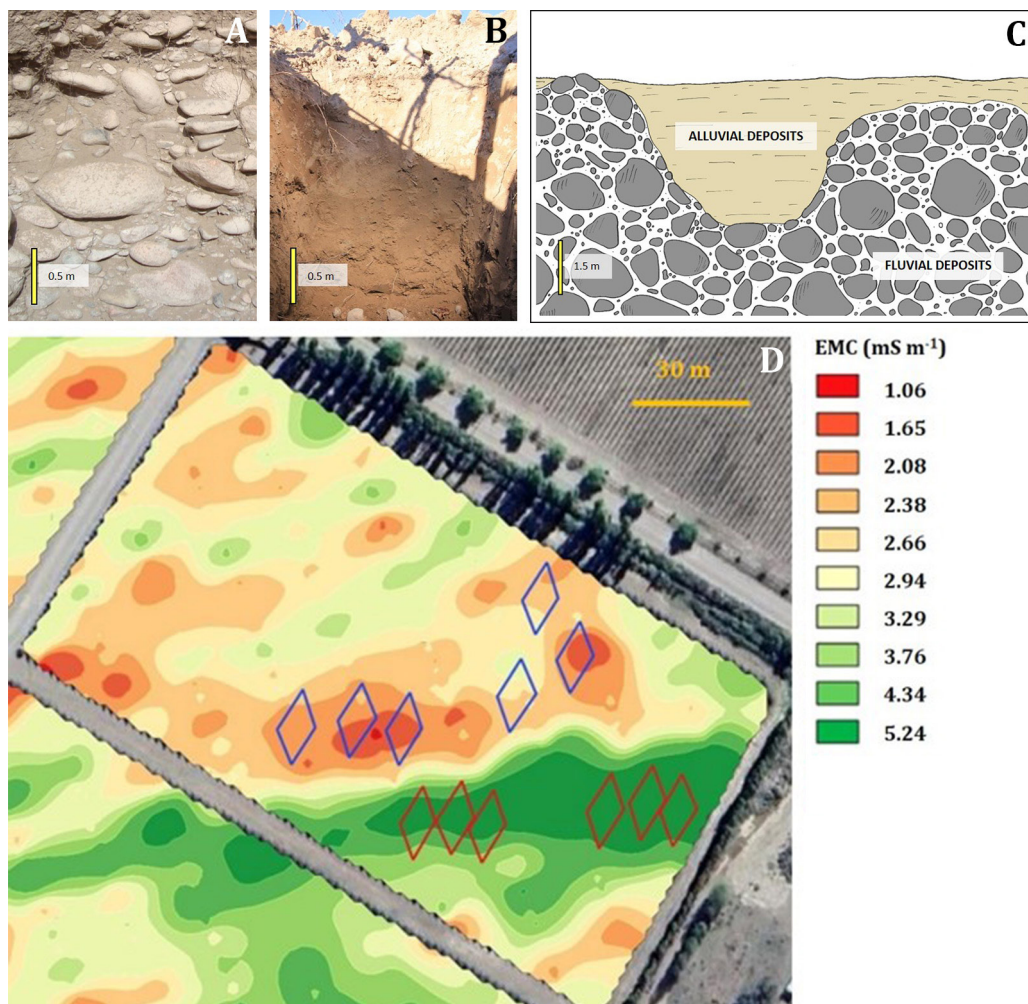 A
0.5 m
B
0.5 m
C
ALLUVIAL DEPOSITS
1.5 m
FLUVIAL DEPOSITS
D
30 m
EMC (mS m⁻¹)
1.06
1.65
2.08
2.38
2.66
2.94
3.29
3.76
4.34
5.24